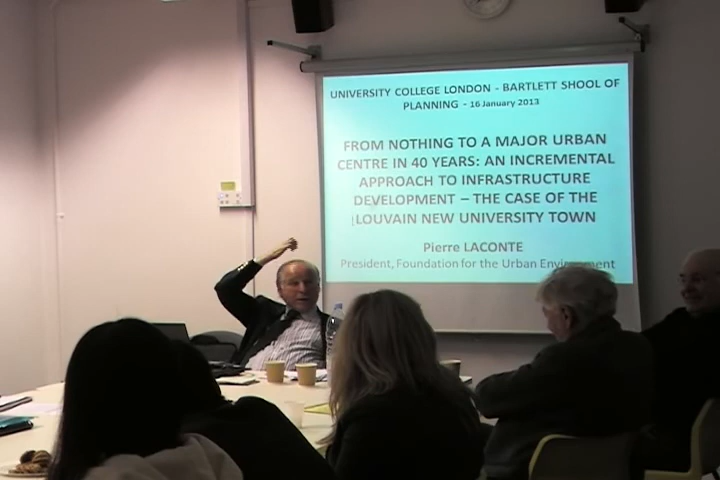 UNIVERSITY COLLEGE LONDON - BARTLETT SHOOL OF
PLANNING - 16 January 2013
FROM NOTHING TO A MAJOR URBAN
CENTRE IN 40 YEARS: AN INCREMENTAL
APPROACH TO INFRASTRUCTURE
DEVELOPMENT – THE CASE OF THE
LOUVAIN NEW UNIVERSITY TOWN
Pierre LACONTE
President, Foundation for the Urban Environment